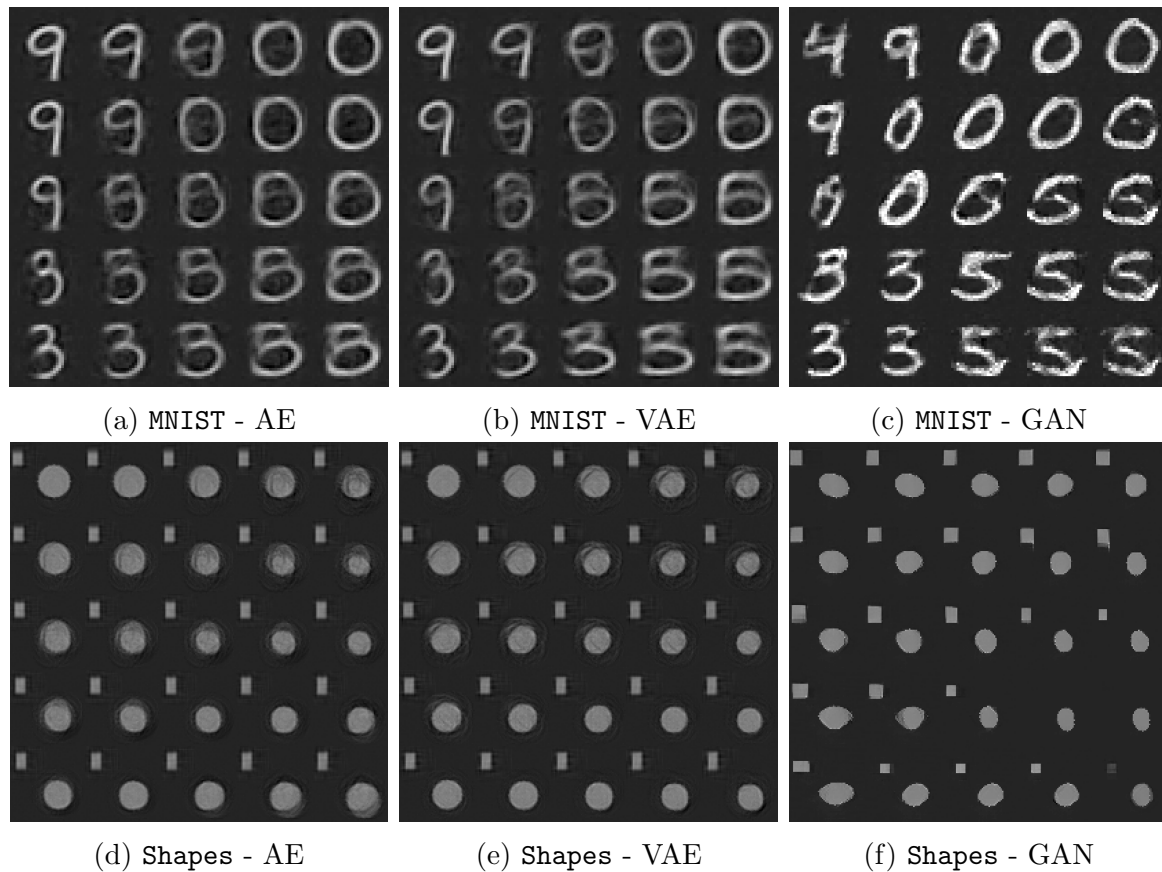 (a) MNIST - AE
(b) MNIST - VAE
(c) MNIST - GAN
(d) Shapes - AE
(e) Shapes - VAE
(f) Shapes - GAN